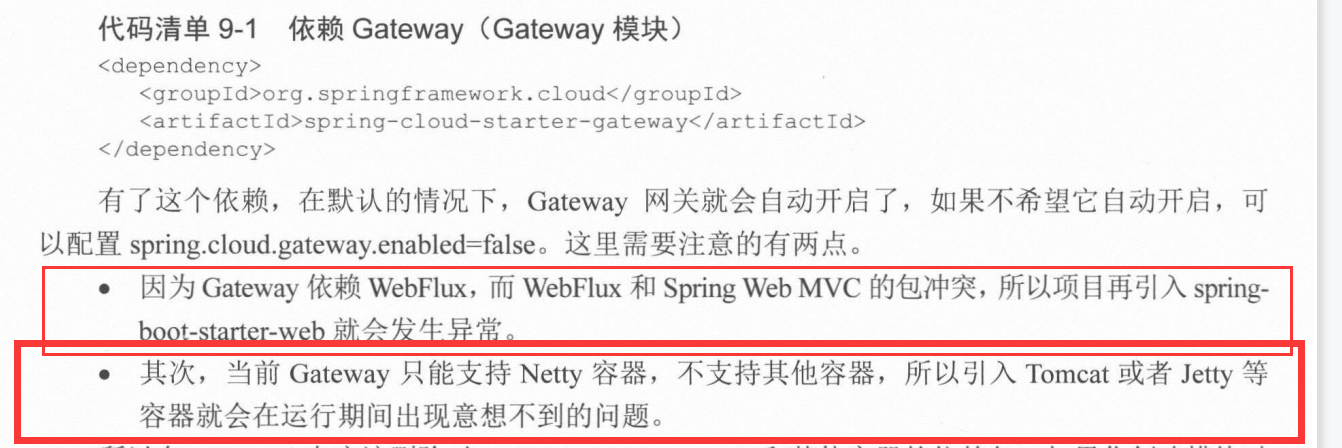 代码清单 9-1 依赖 Gateway（Gateway 模块）
<dependency>
<groupId>org.springframework.cloud</groupId>
<artifactId>spring-cloud-starter-gateway</artifactId>
</dependency>
有了这个依赖，在默认的情况下，Gateway 网关就会自动开启了，如果不希望它自动开启，可
以配置 spring.cloud.gateway.enabled=false。这里需要注意的有两点。
● 因为 Gateway 依赖 WebFlux，而 WebFlux 和 Spring Web MVC 的包冲突，所以项目再引入 spring-
boot-starter-web 就会发生异常。
● 其次，当前 Gateway 只能支持 Netty 容器，不支持其他容器，所以引入 Tomcat 或者 Jetty 等
容器就会在运行期间出现意想不到的问题。